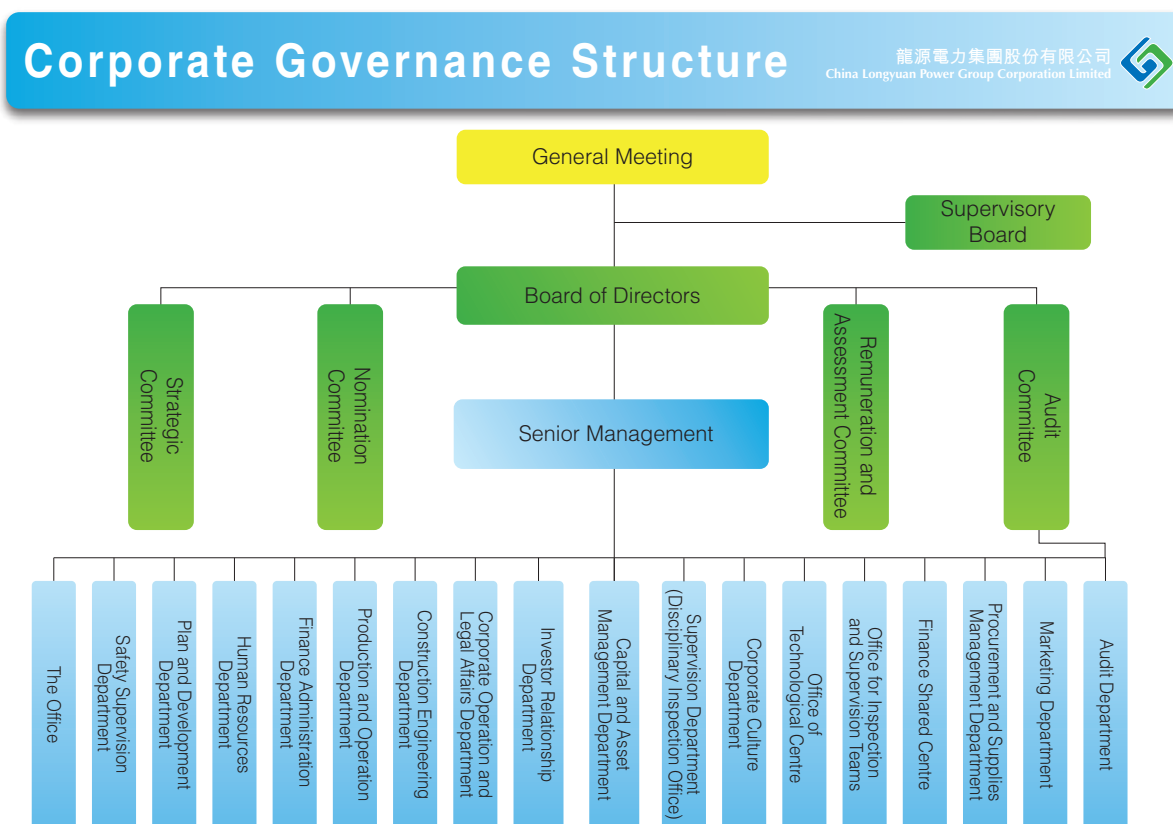 Corporate Governance Structure
龍源電力集團股份有限公司
China Longyuan Power Group Corporation Limited
General Meeting
Supervisory
Board
Board of Directors
Strategic
Committee
Nomination
Committee
Remuneration and
Assessment Committee
Audit
Committee
Senior Management
The Office
Safety Supervision
Department
Plan and Development
Department
Human Resources
Department
Finance Administration
Department
Production and Operation
Department
Construction Engineering
Department
Corporate Operation and
Legal Affairs Department
Investor Relationship
Department
Capital and Asset
Management Department
Supervision Department
(Disciplinary Inspection Office)
Corporate Culture
Department
Office of
Technological Centre
Office for Inspection
and Supervision Teams
Finance Shared Centre
Procurement and Supplies
Management Department
Marketing Department
Audit Department